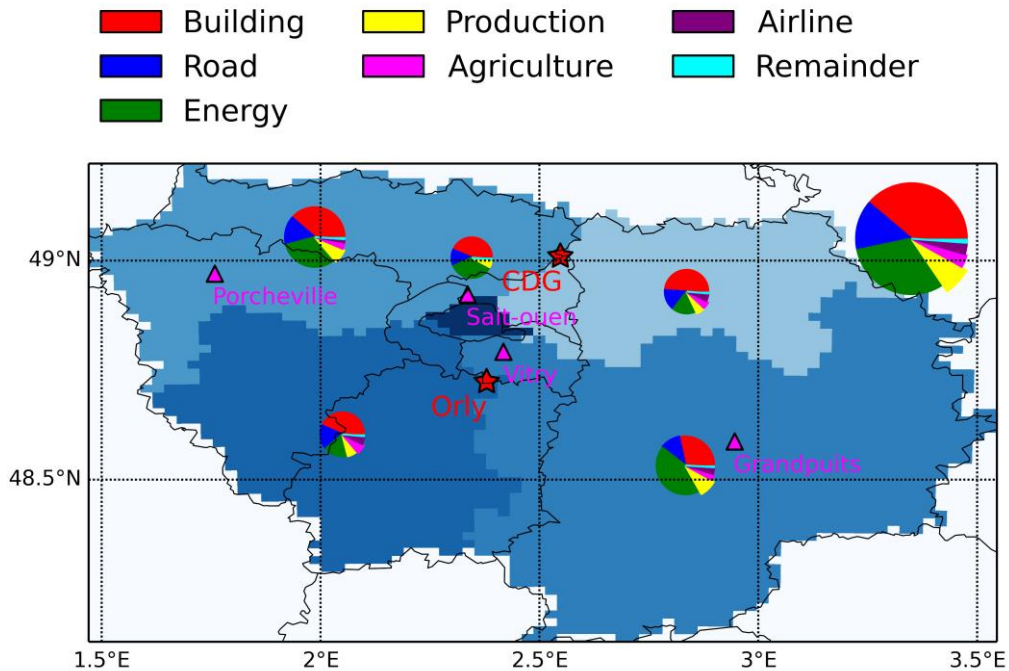 Building Production Airline
Road Agriculture Remainder
Energy
49°N
48.5°N
CDG
Porcheville
Sait-ouen
Vitry
Orly
Grandpuits
1.5°E 2°E 2.5°E 3°E 3.5°E